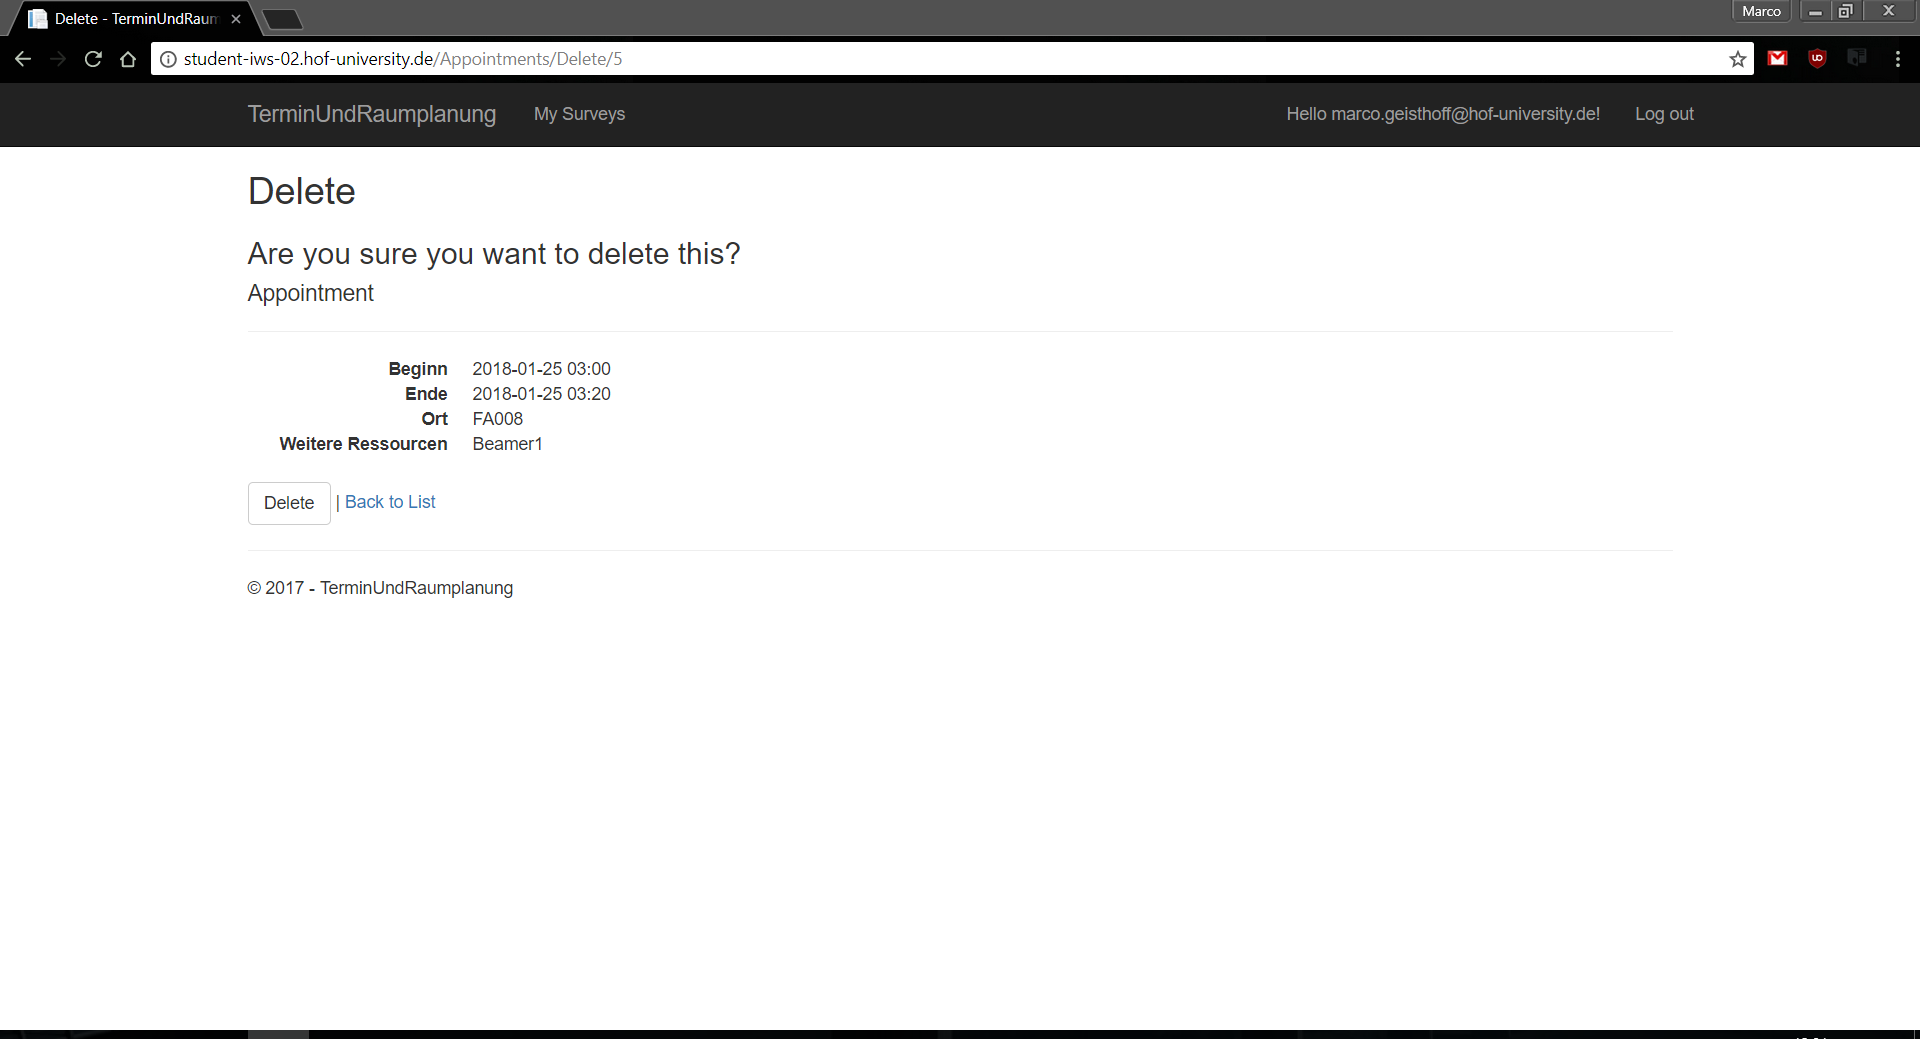 Delete - TerminUndRaum
Marco
student-iws-02.hof-university.de/Appointments/Delete/5
TerminUndRaumplanung My Surveys Hello marco.geisthoff@hof-university.de! Log out
Delete
Are you sure you want to delete this?
Appointment
Beginn 2018-01-25 03:00
Ende 2018-01-25 03:20
Ort FA008
Weitere Ressourcen Beamer1
Delete | Back to List
© 2017 - TerminUndRaumplanung